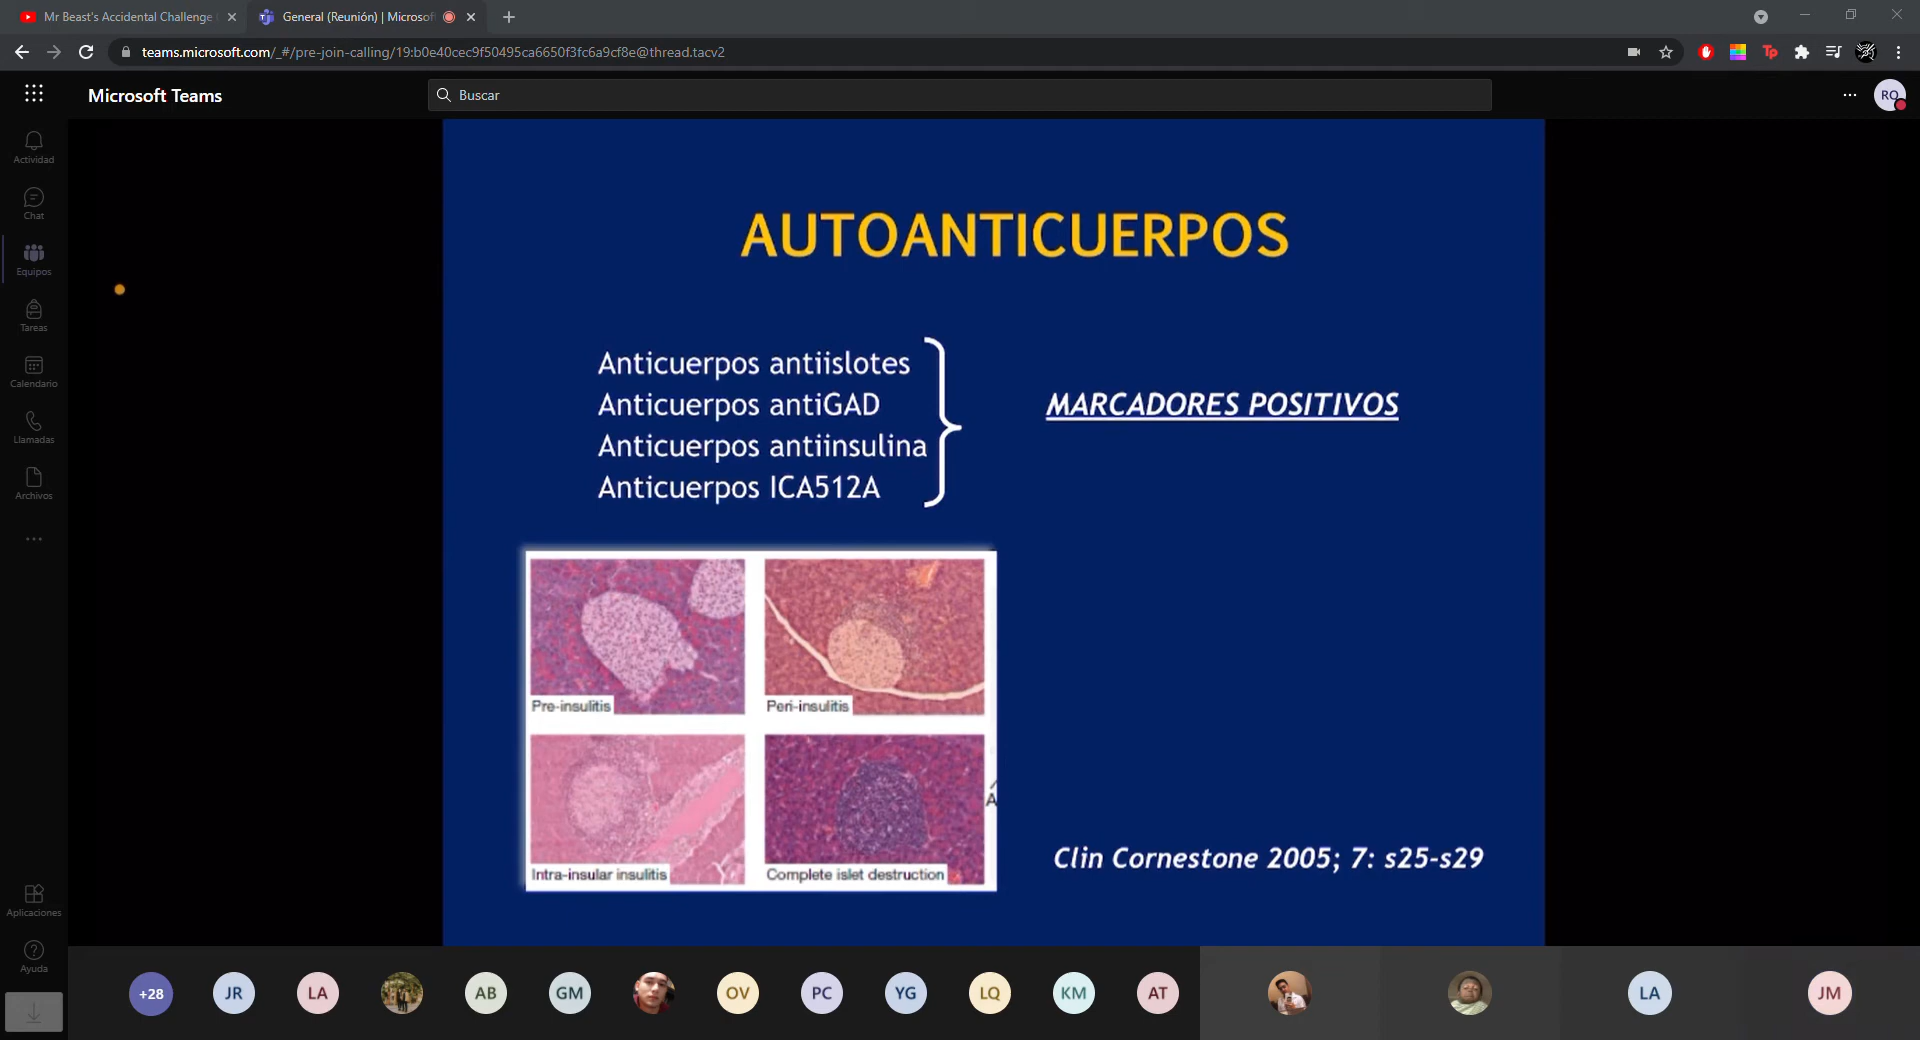 Mr Beast's Accidental Challenge
General (Reunión) | Microsof
teams.microsoft.com/_#/pre-join-calling/19:b0e40cec9f50495ca6650f3fc6a9cf8e@thread.tacv2
Microsoft Teams
Buscar
RO
Actividad
Chat
Equipos
Tareas
Calendario
Llamadas
Archivos
Aplicaciones
Ayuda
AUTOANTICUERPOS
Anticuerpos antiislotes
Anticuerpos antiGAD
Anticuerpos antiinsulina
Anticuerpos ICA512A
MARCADORES POSITIVOS
Pre-insulitis
Peri-insulitis
Intra-insular insulitis
Complete islet destruction
A
Clin Cornestone 2005; 7: s25-s29
+28 JR LA AB GM OV PC YG LQ KM AT LA JM